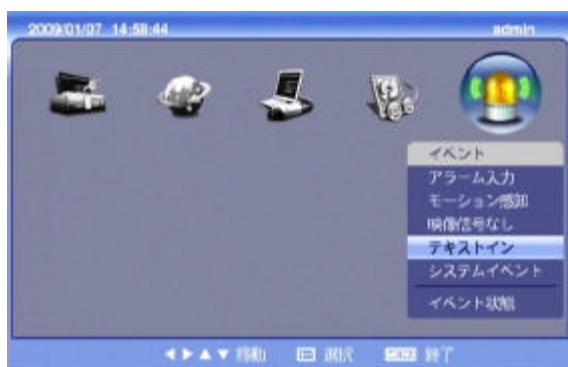 2009/01/07 14:58:44 admin
イベント
アラーム入力
モーション感知
映像信号なし
テキストイン
システムイベント
イベント状態
◀▶▲▼ 移動 選択 終了